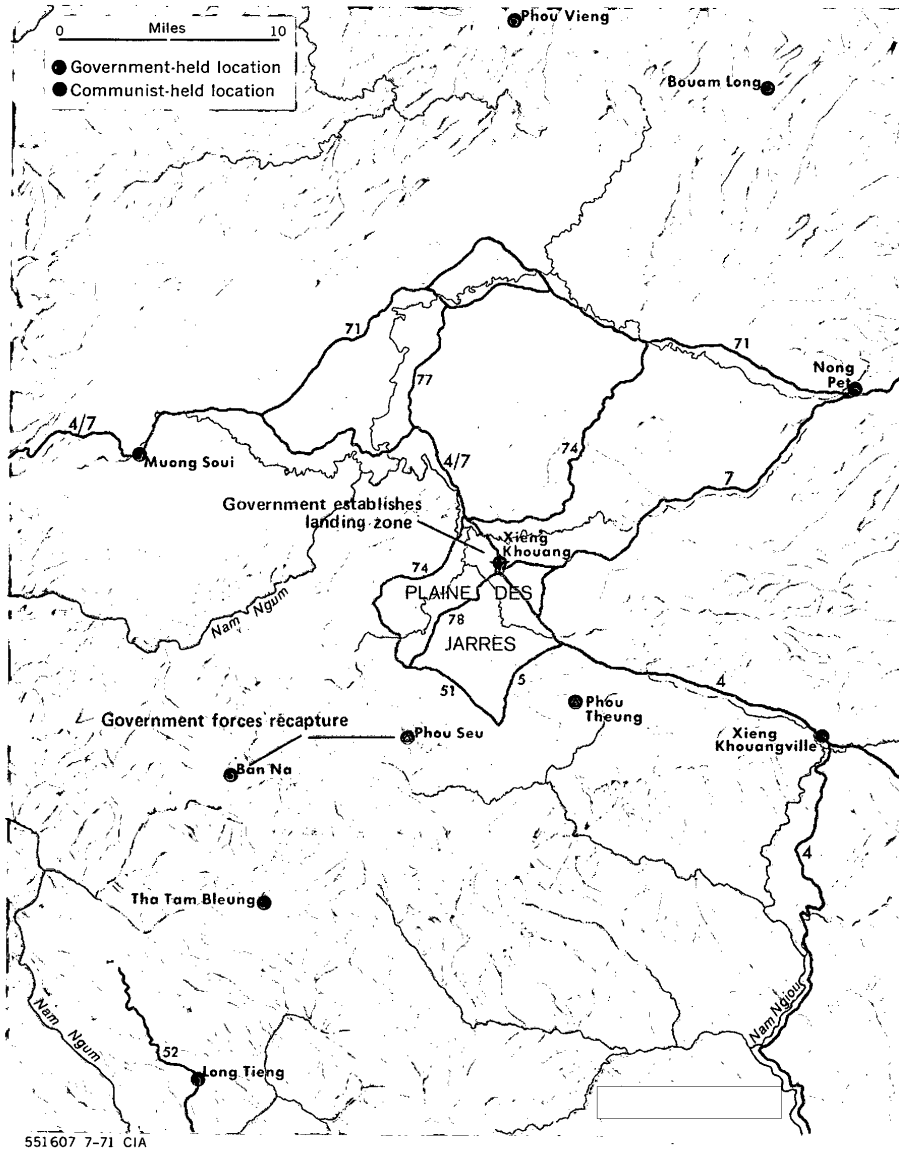 0 Miles 10
Government-held location
Communist-held location
Phou Vieng
Bouam Long
71
71
77
Nong
Pet
4/7
Muong Soui
4/7
74
7
Government establishes
landing zone
Xieng
Khouang
74
PLAINE DES
78
JARRES
Nam Ngum
51
5
4
Phou
Theung
Government forces recapture
Phou Seu
Xieng
Khouangville
Ban Na
4
Tha Tam Bleung
Nam Ngiou
Nam Ngum
52
Long Tieng
551607 7-71 CIA